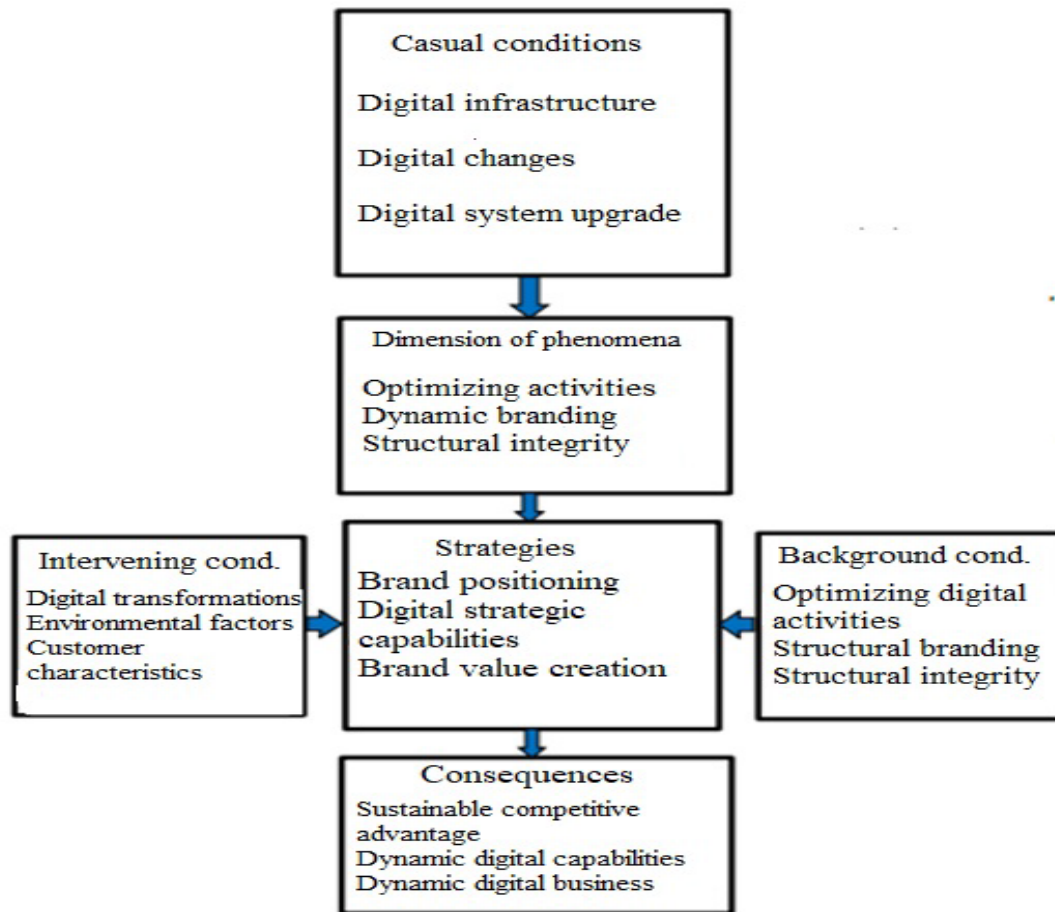 Casual conditions
Digital infrastructure
Digital changes
Digital system upgrade
Dimension of phenomena
Optimizing activities
Dynamic branding
Structural integrity
Intervening cond.
Digital transformations
Environmental factors
Customer
characteristics
Strategies
Brand positioning
Digital strategic
capabilities
Brand value creation
Background cond.
Optimizing digital
activities
Structural branding
Structural integrity
Consequences
Sustainable competitive
advantage
Dynamic digital capabilities
Dynamic digital business